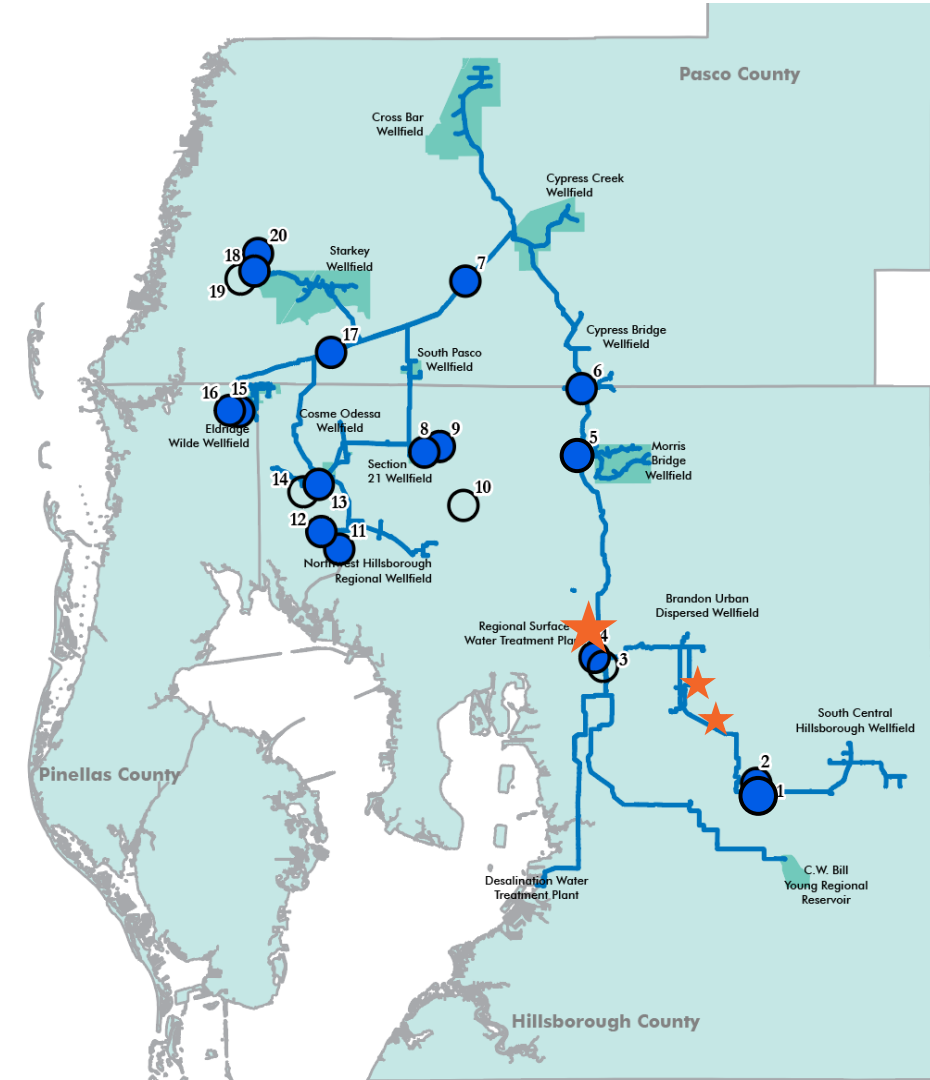 Pasco County
Cross Bar
Wellfield
Cypress Creek
Wellfield
20
18
19
Starkey
Wellfield
7
17
Cypress Bridge
Wellfield
South Pasco
Wellfield
6
16
15
Eldridge
Wilde Wellfield
Cosme Odessa
Wellfield
8
9
5
Morris
Bridge
Wellfield
Section
21 Wellfield
14
13
10
12
11
Northwest Hillsborough
Regional Wellfield
Brandon Urban
Dispersed Wellfield
Regional Surface
Water Treatment Plant
4
3
South Central
Hillsborough Wellfield
2
1
Pinellas County
C.W. Bill
Young Regional
Reservoir
Desalination Water
Treatment Plant
Hillsborough County